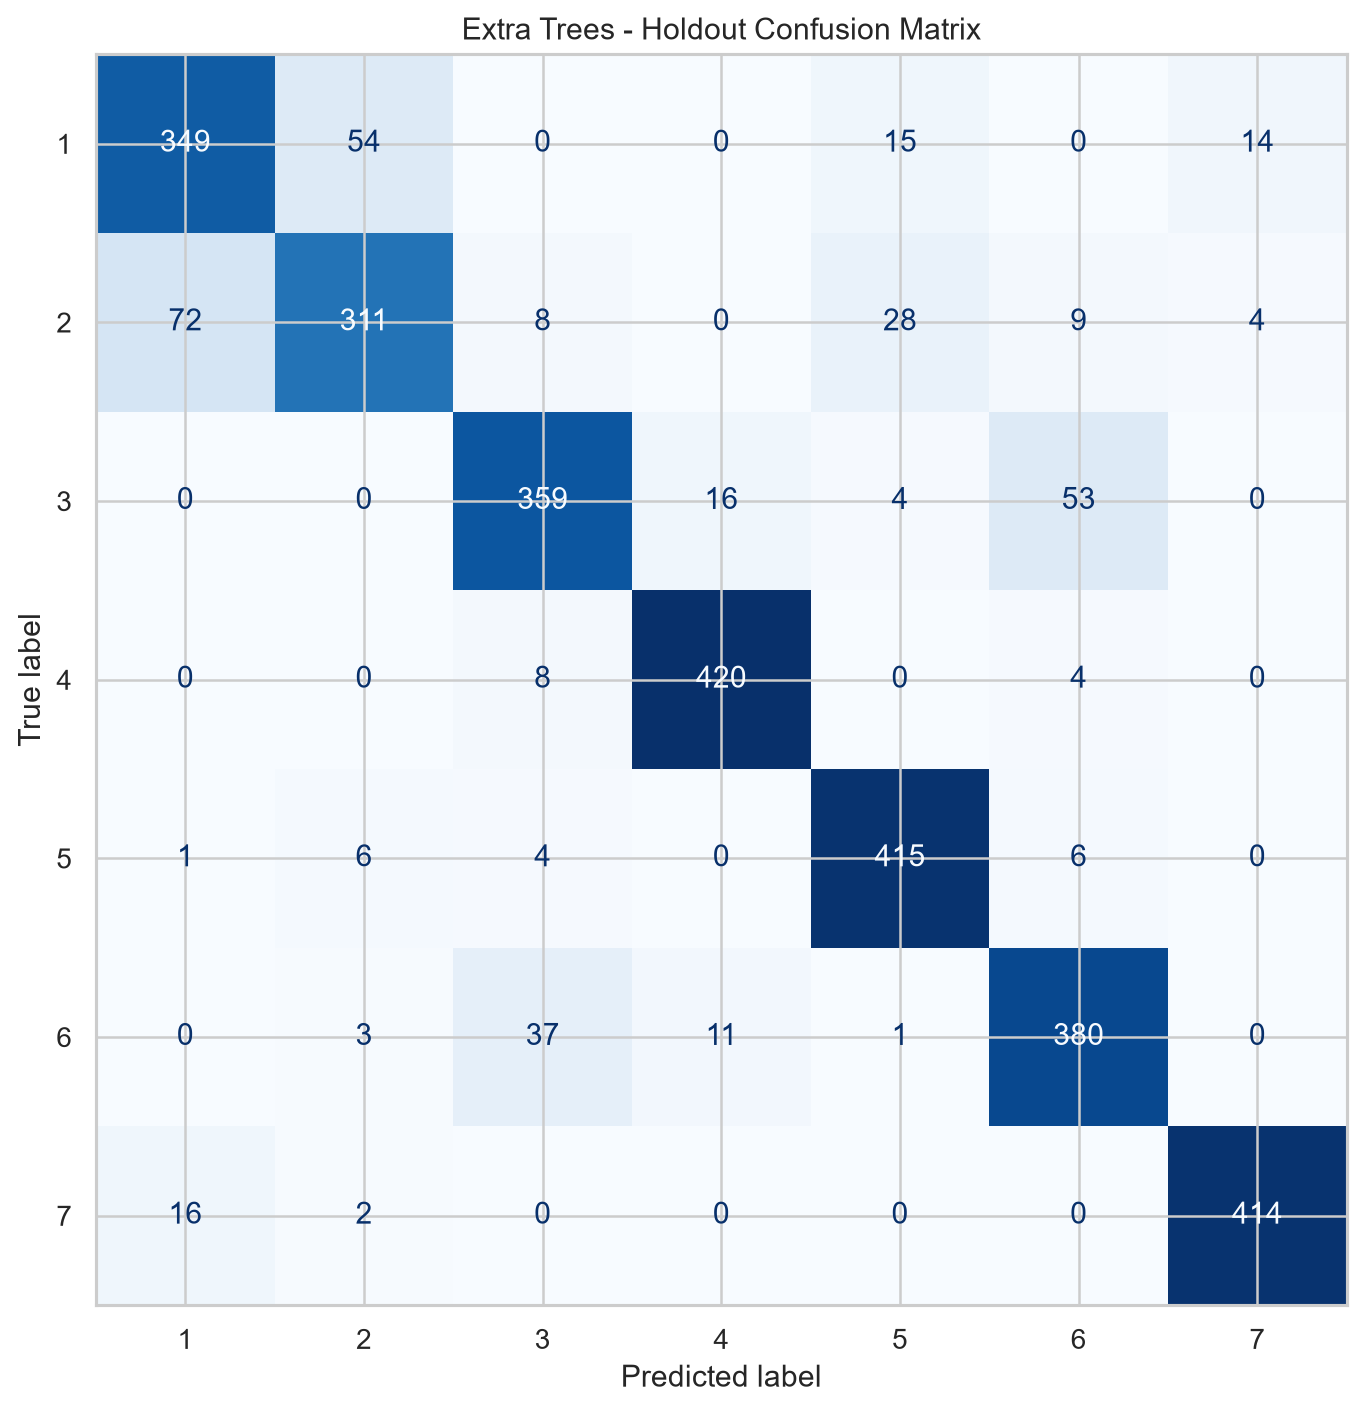 Extra Trees - Holdout Confusion Matrix
1 349 54 0 0 15 0 14
2 72 311 8 0 28 9 4
3 0 0 359 16 4 53 0
True label
4 0 0 8 420 0 4 0
5 1 6 4 0 415 6 0
6 0 3 37 11 1 380 0
7 16 2 0 0 0 0 414
1 2 3 4 5 6 7
Predicted label